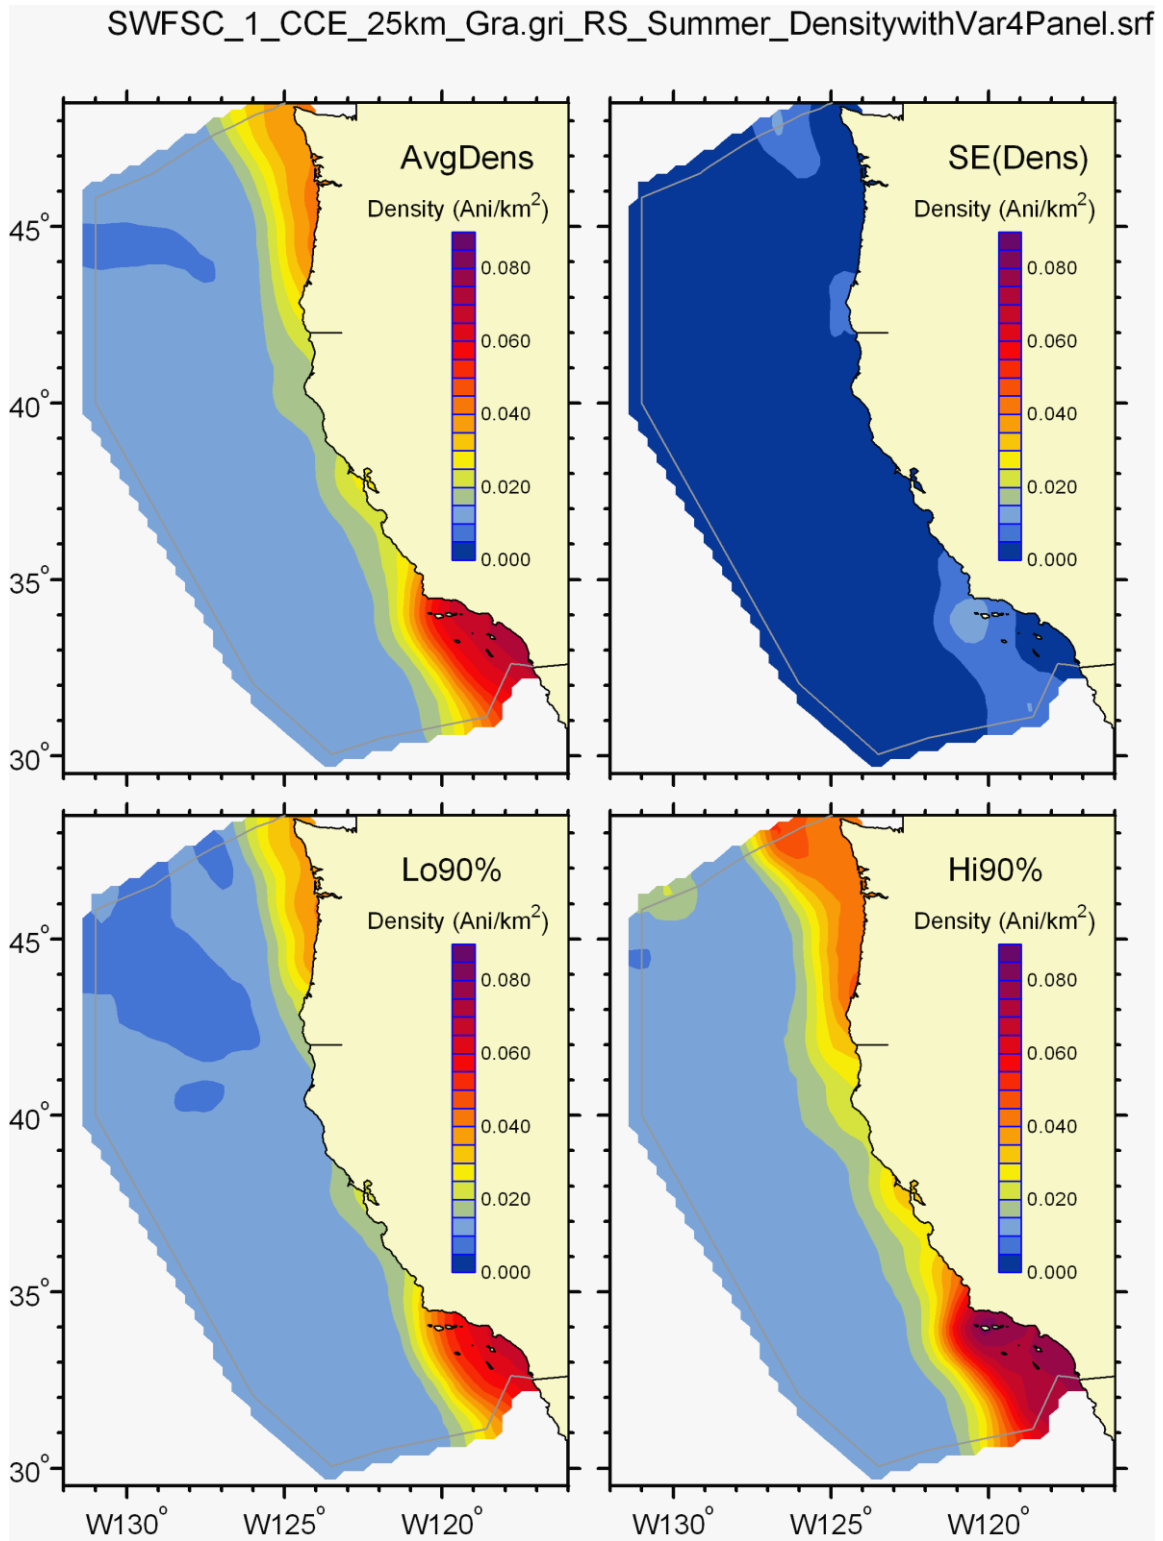 SWFSC_1_CCE_25km_Gra.gri_RS_Summer_DensitywithVar4Panel.srf
AvgDens
Density (Ani/km²)
0.080
0.060
0.040
0.020
0.000
45°
40°
35°
30°
SE(Dens)
Density (Ani/km²)
0.080
0.060
0.040
0.020
0.000
Lo90%
Density (Ani/km²)
0.080
0.060
0.040
0.020
0.000
45°
40°
35°
30°
W130° W125° W120°
Hi90%
Density (Ani/km²)
0.080
0.060
0.040
0.020
0.000
W130° W125° W120°